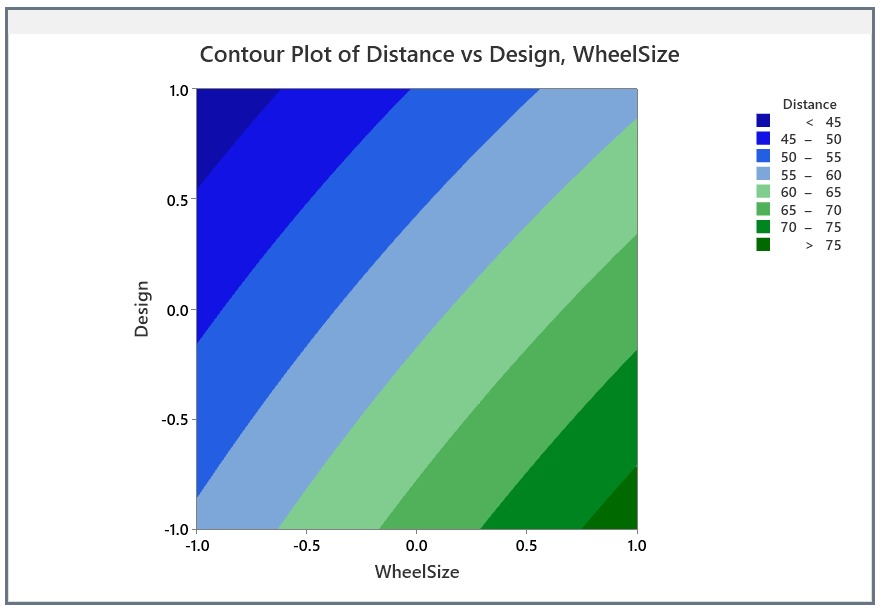 Contour Plot of Distance vs Design, WheelSize
1.0
0.5
0.0
-0.5
-1.0
Design
-1.0 -0.5 0.0 0.5 1.0
WheelSize
Distance
< 45
45 – 50
50 – 55
55 – 60
60 – 65
65 – 70
70 – 75
> 75